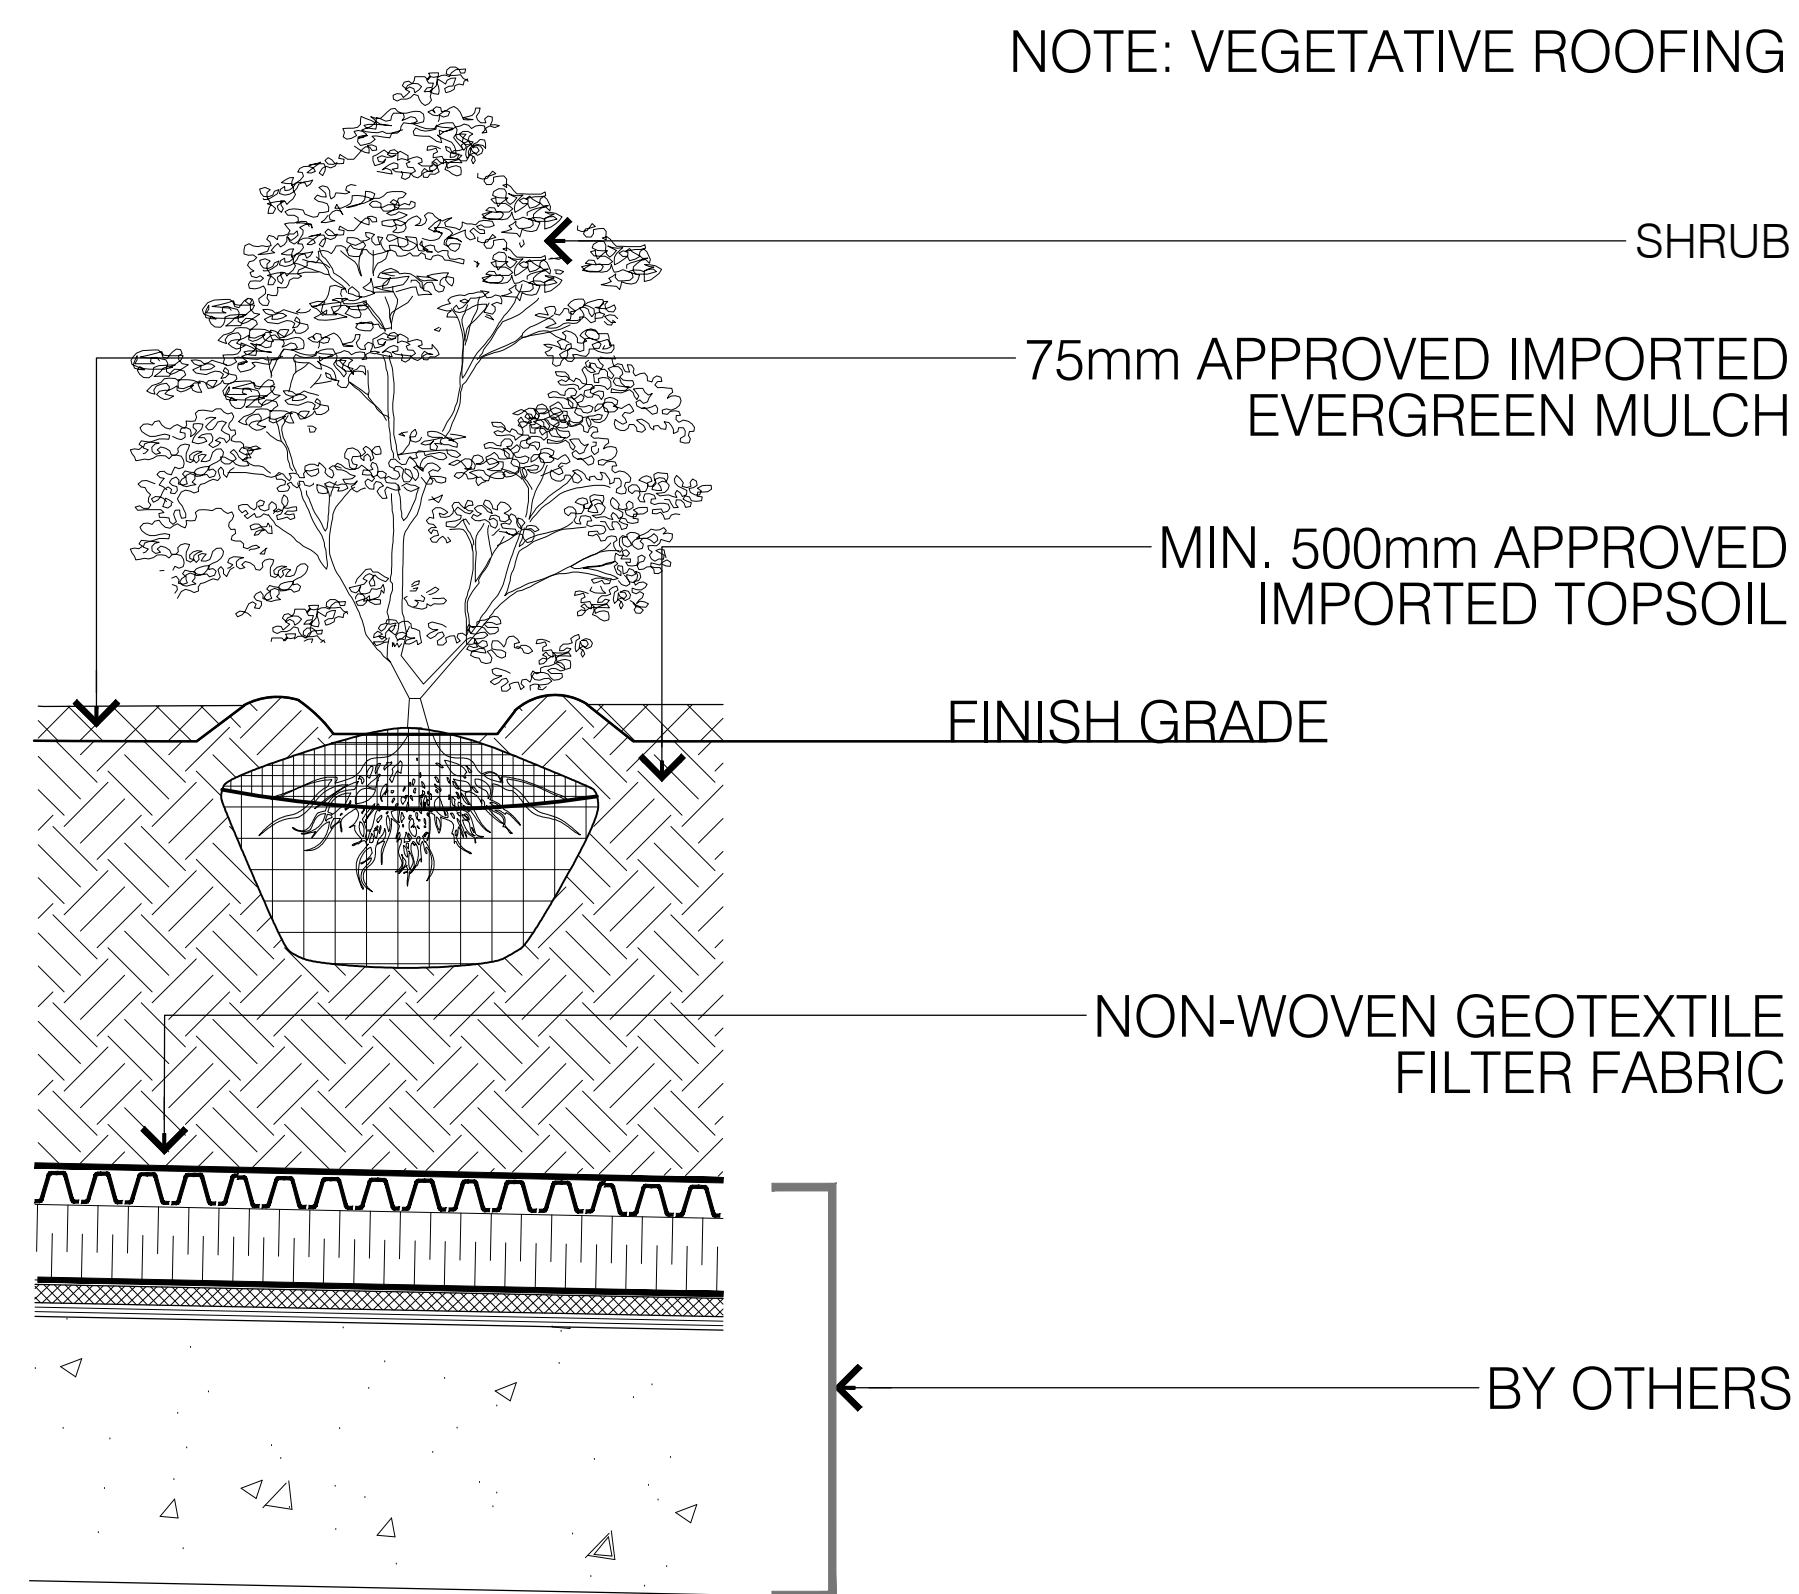 NOTE: VEGETATIVE ROOFING
SHRUB
75mm APPROVED IMPORTED
EVERGREEN MULCH
MIN. 500mm APPROVED
IMPORTED TOPSOIL
FINISH GRADE
NON-WOVEN GEOTEXTILE
FILTER FABRIC
BY OTHERS